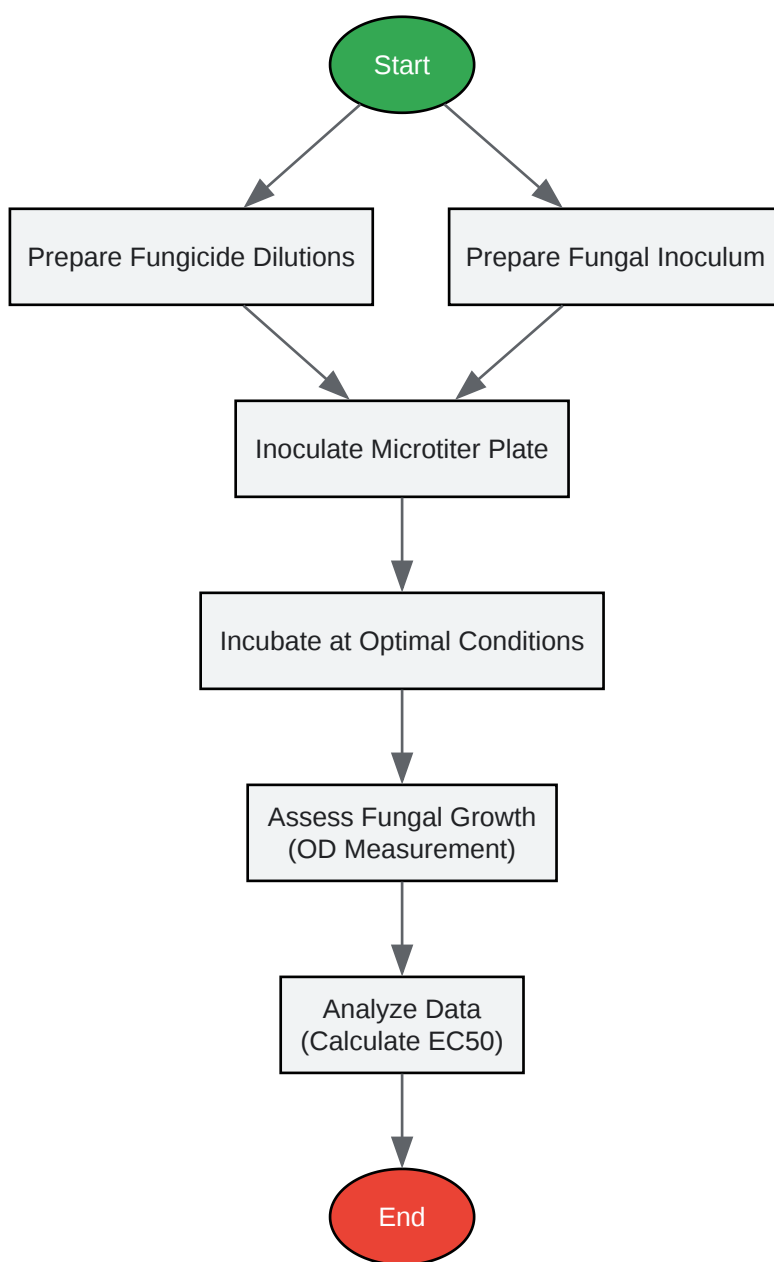 Start
Prepare Fungicide Dilutions
Prepare Fungal Inoculum
Inoculate Microtiter Plate
Incubate at Optimal Conditions
Assess Fungal Growth
(OD Measurement)
Analyze Data
(Calculate EC50)
End